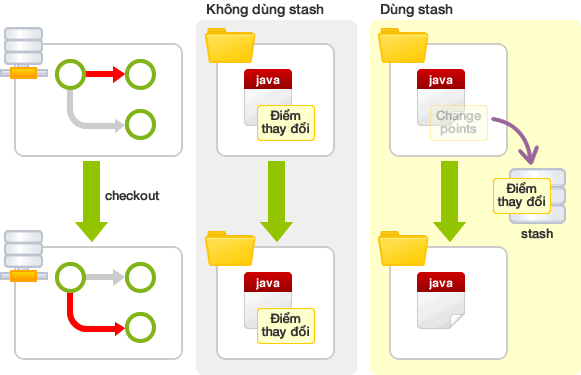 Không dùng stash
Dùng stash
java
Điểm
thay đổi
java
Change
points
checkout
Điểm
thay đổi
stash
java
Điểm
thay đổi
java